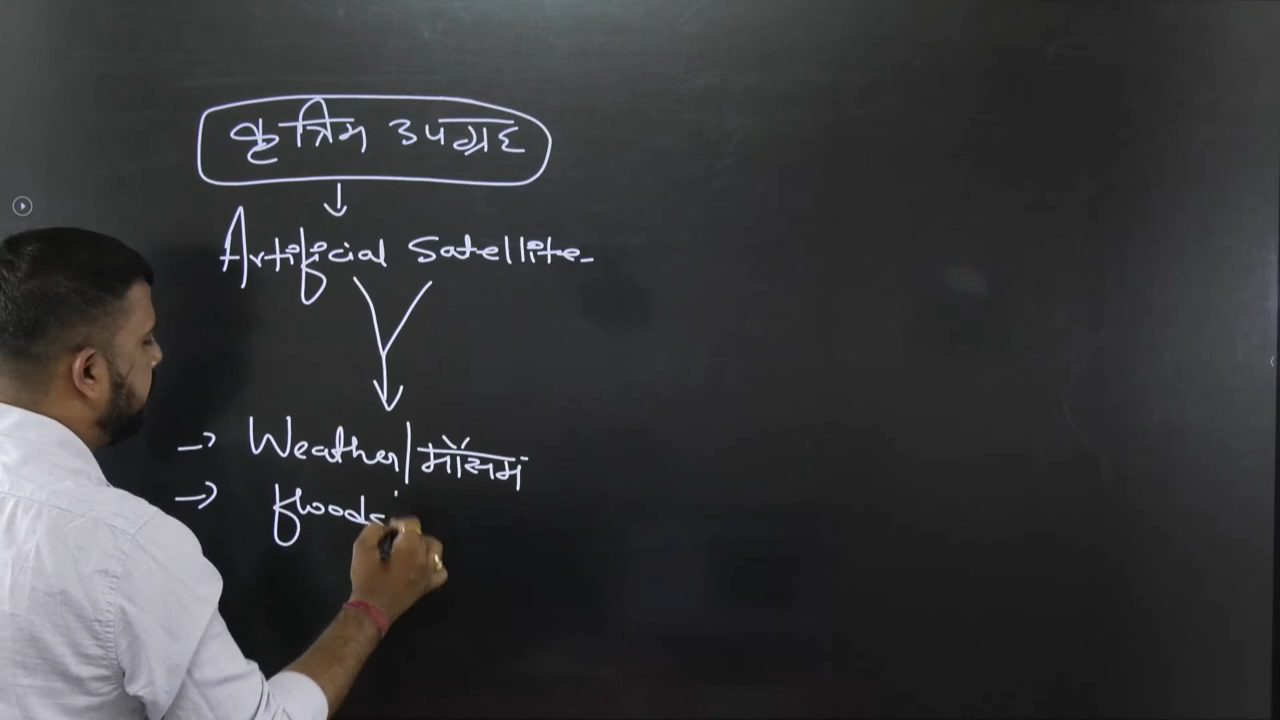 कृत्रिम उपग्रह
↓
Artificial Satellite
→ Weather/मौसम
→ floods